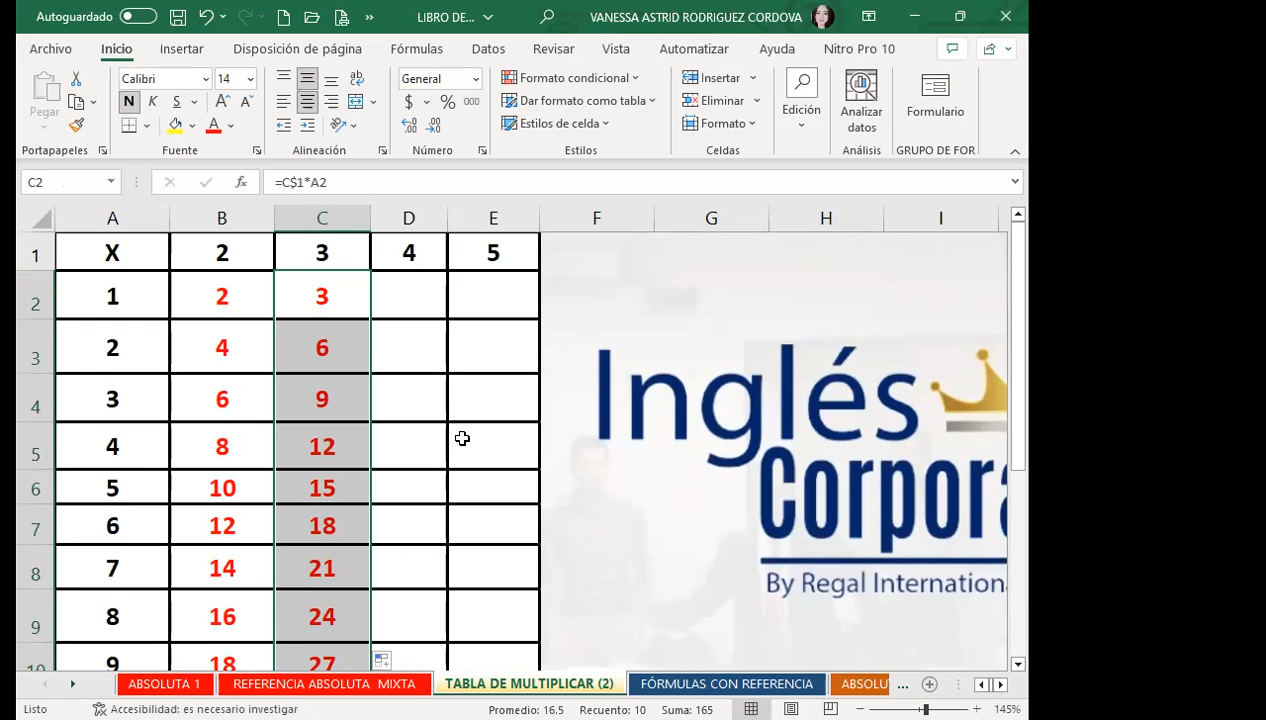 Autoguardado LIBRO DE... VANESSA ASTRID RODRIGUEZ CORDOVA
Archivo Inicio Insertar Disposición de página Fórmulas Datos Revisar Vista Automatizar Ayuda Nitro Pro 10
Pegar
Calibri 14
N K S
General
$ % 000
Formato condicional
Dar formato como tabla
Estilos de celda
Insertar
Eliminar
Formato
Edición
Analizar datos
Formulario
Portapapeles Fuente Alineación Número Estilos Celdas Análisis GRUPO DE FOR
C2 fx =C$1*A2
A B C D E F G H I
1 X 2 3 4 5
2 1 2 3
3 2 4 6
4 3 6 9
5 4 8 12
6 5 10 15
7 6 12 18
8 7 14 21
9 8 16 24
10 9 18 27
Inglés
Corpora
By Regal Internationa
ABSOLUTA 1 REFERENCIA ABSOLUTA MIXTA TABLA DE MULTIPLICAR (2) FÓRMULAS CON REFERENCIA ABSOLU ...
Listo Accesibilidad: es necesario investigar Promedio: 16.5 Recuento: 10 Suma: 165 145%